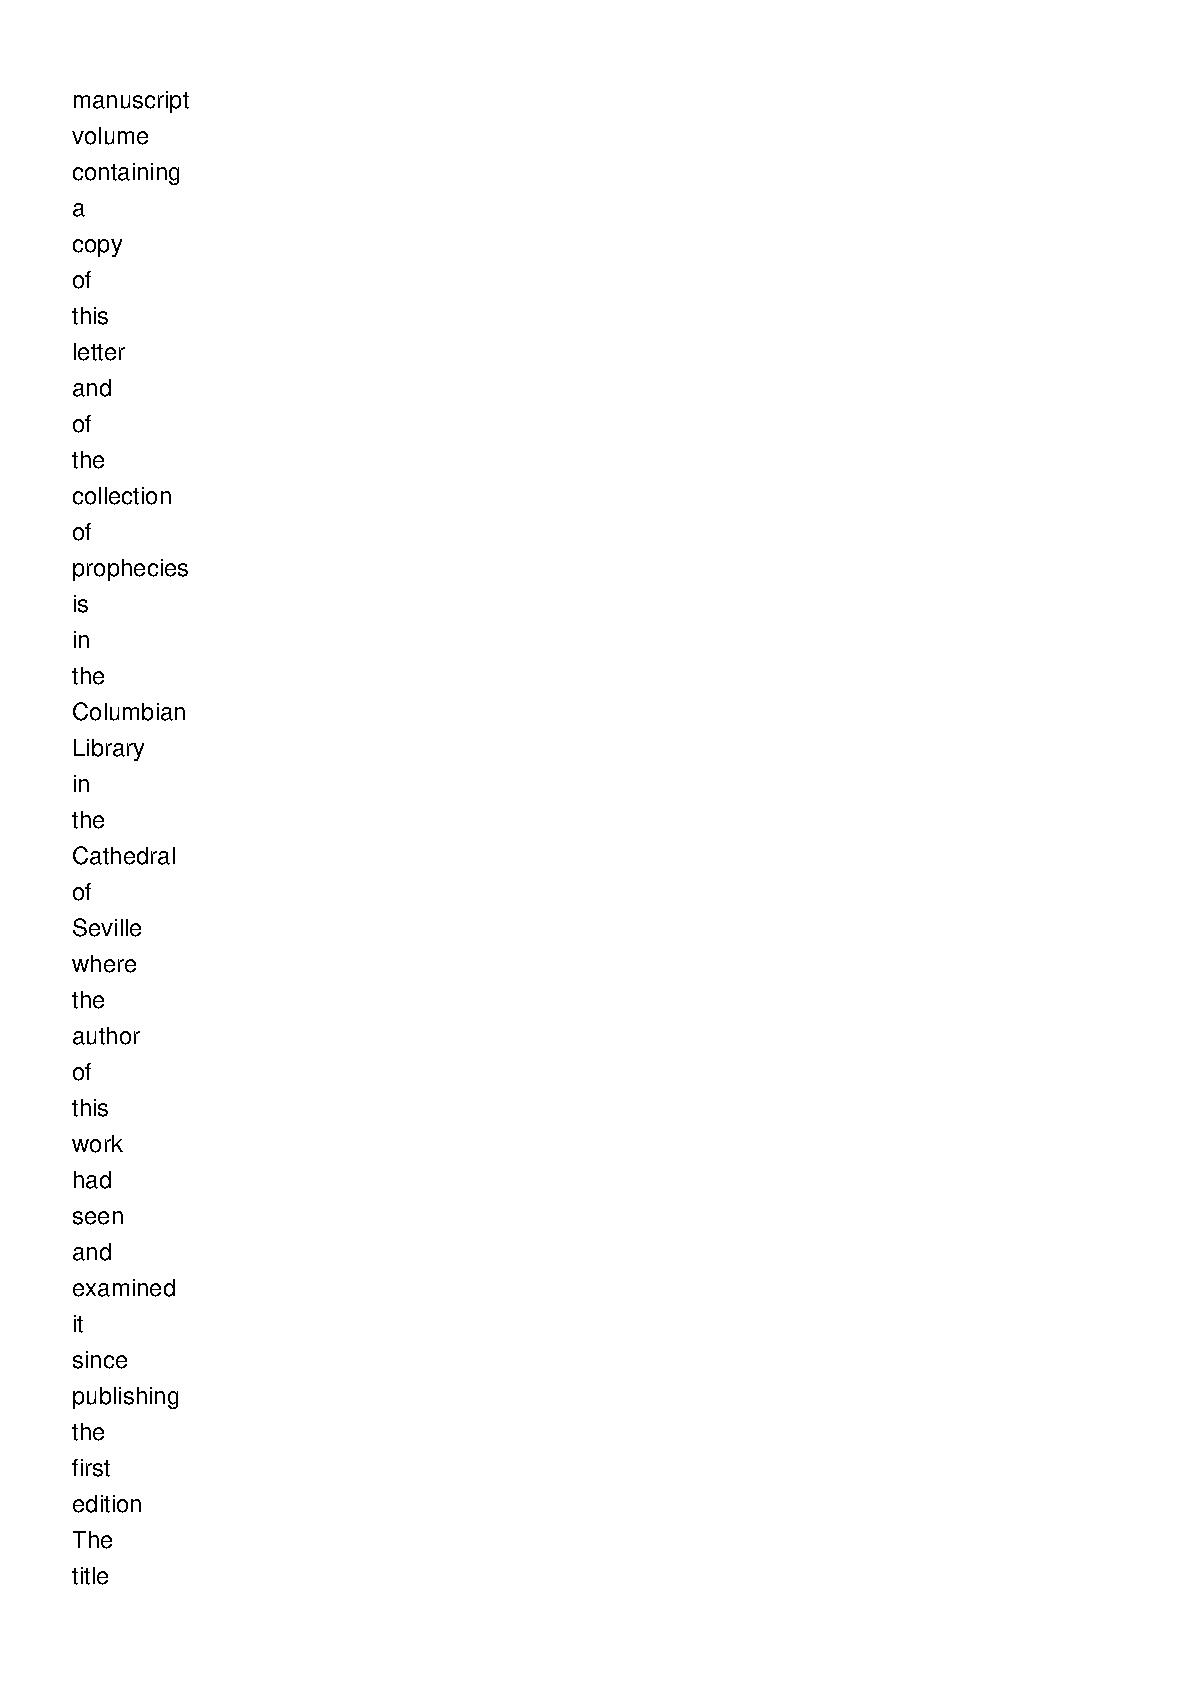 manuscript
volume
containing
a
copy
of
this
letter
and
of
the
collection
of
prophecies
is
in
the
Columbian
Library
in
the
Cathedral
of
Seville
where
the
author
of
this
work
had
seen
and
examined
it
since
publishing
the
first
edition
The
title